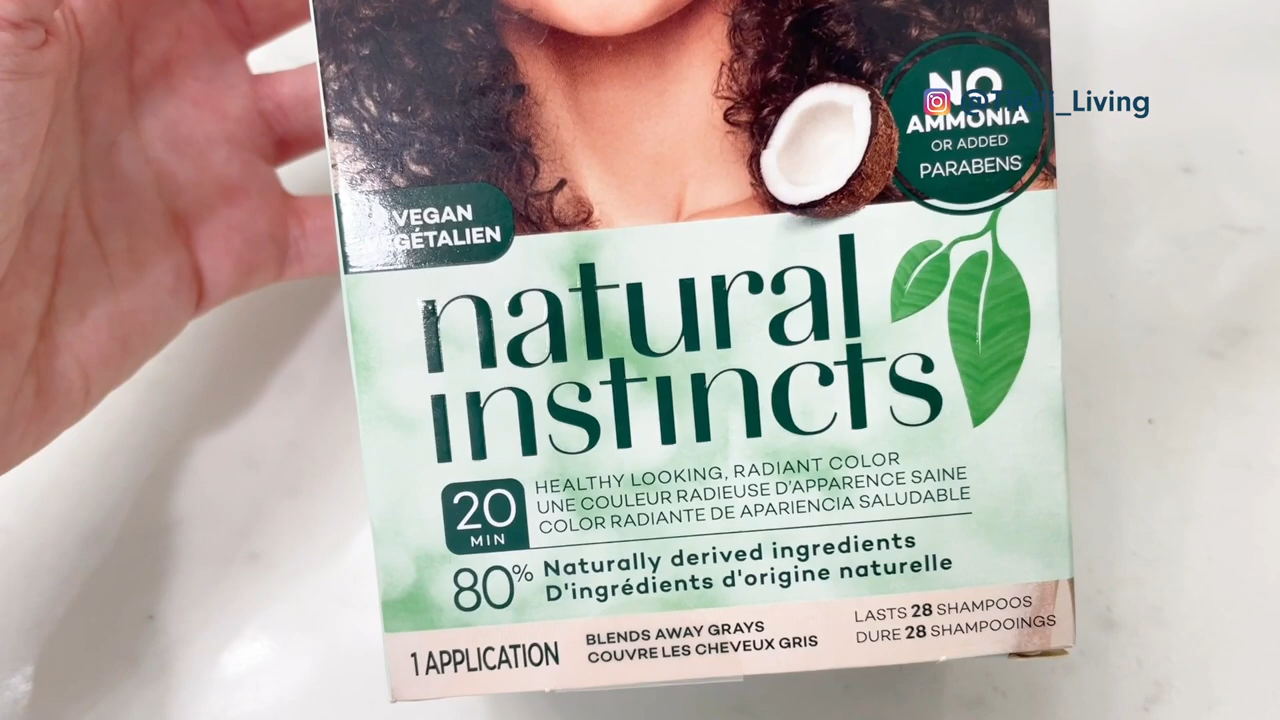 NO
AMMONIA
OR ADDED
PARABENS
_Living
VEGAN
natural
instincts
20
MIN
HEALTHY LOOKING, RADIANT COLOR
UNE COULEUR RADIEUSE D'APPARENCE SAINE
COLOR RADIANTE DE APARIENCIA SALUDABLE
80% Naturally derived ingredients
D'ingrédients d'origine naturelle
1 APPLICATION
BLENDS AWAY GRAYS
COUVRE LES CHEVEUX GRIS
LASTS 28 SHAMPOOS
DURE 28 SHAMPOOINGS